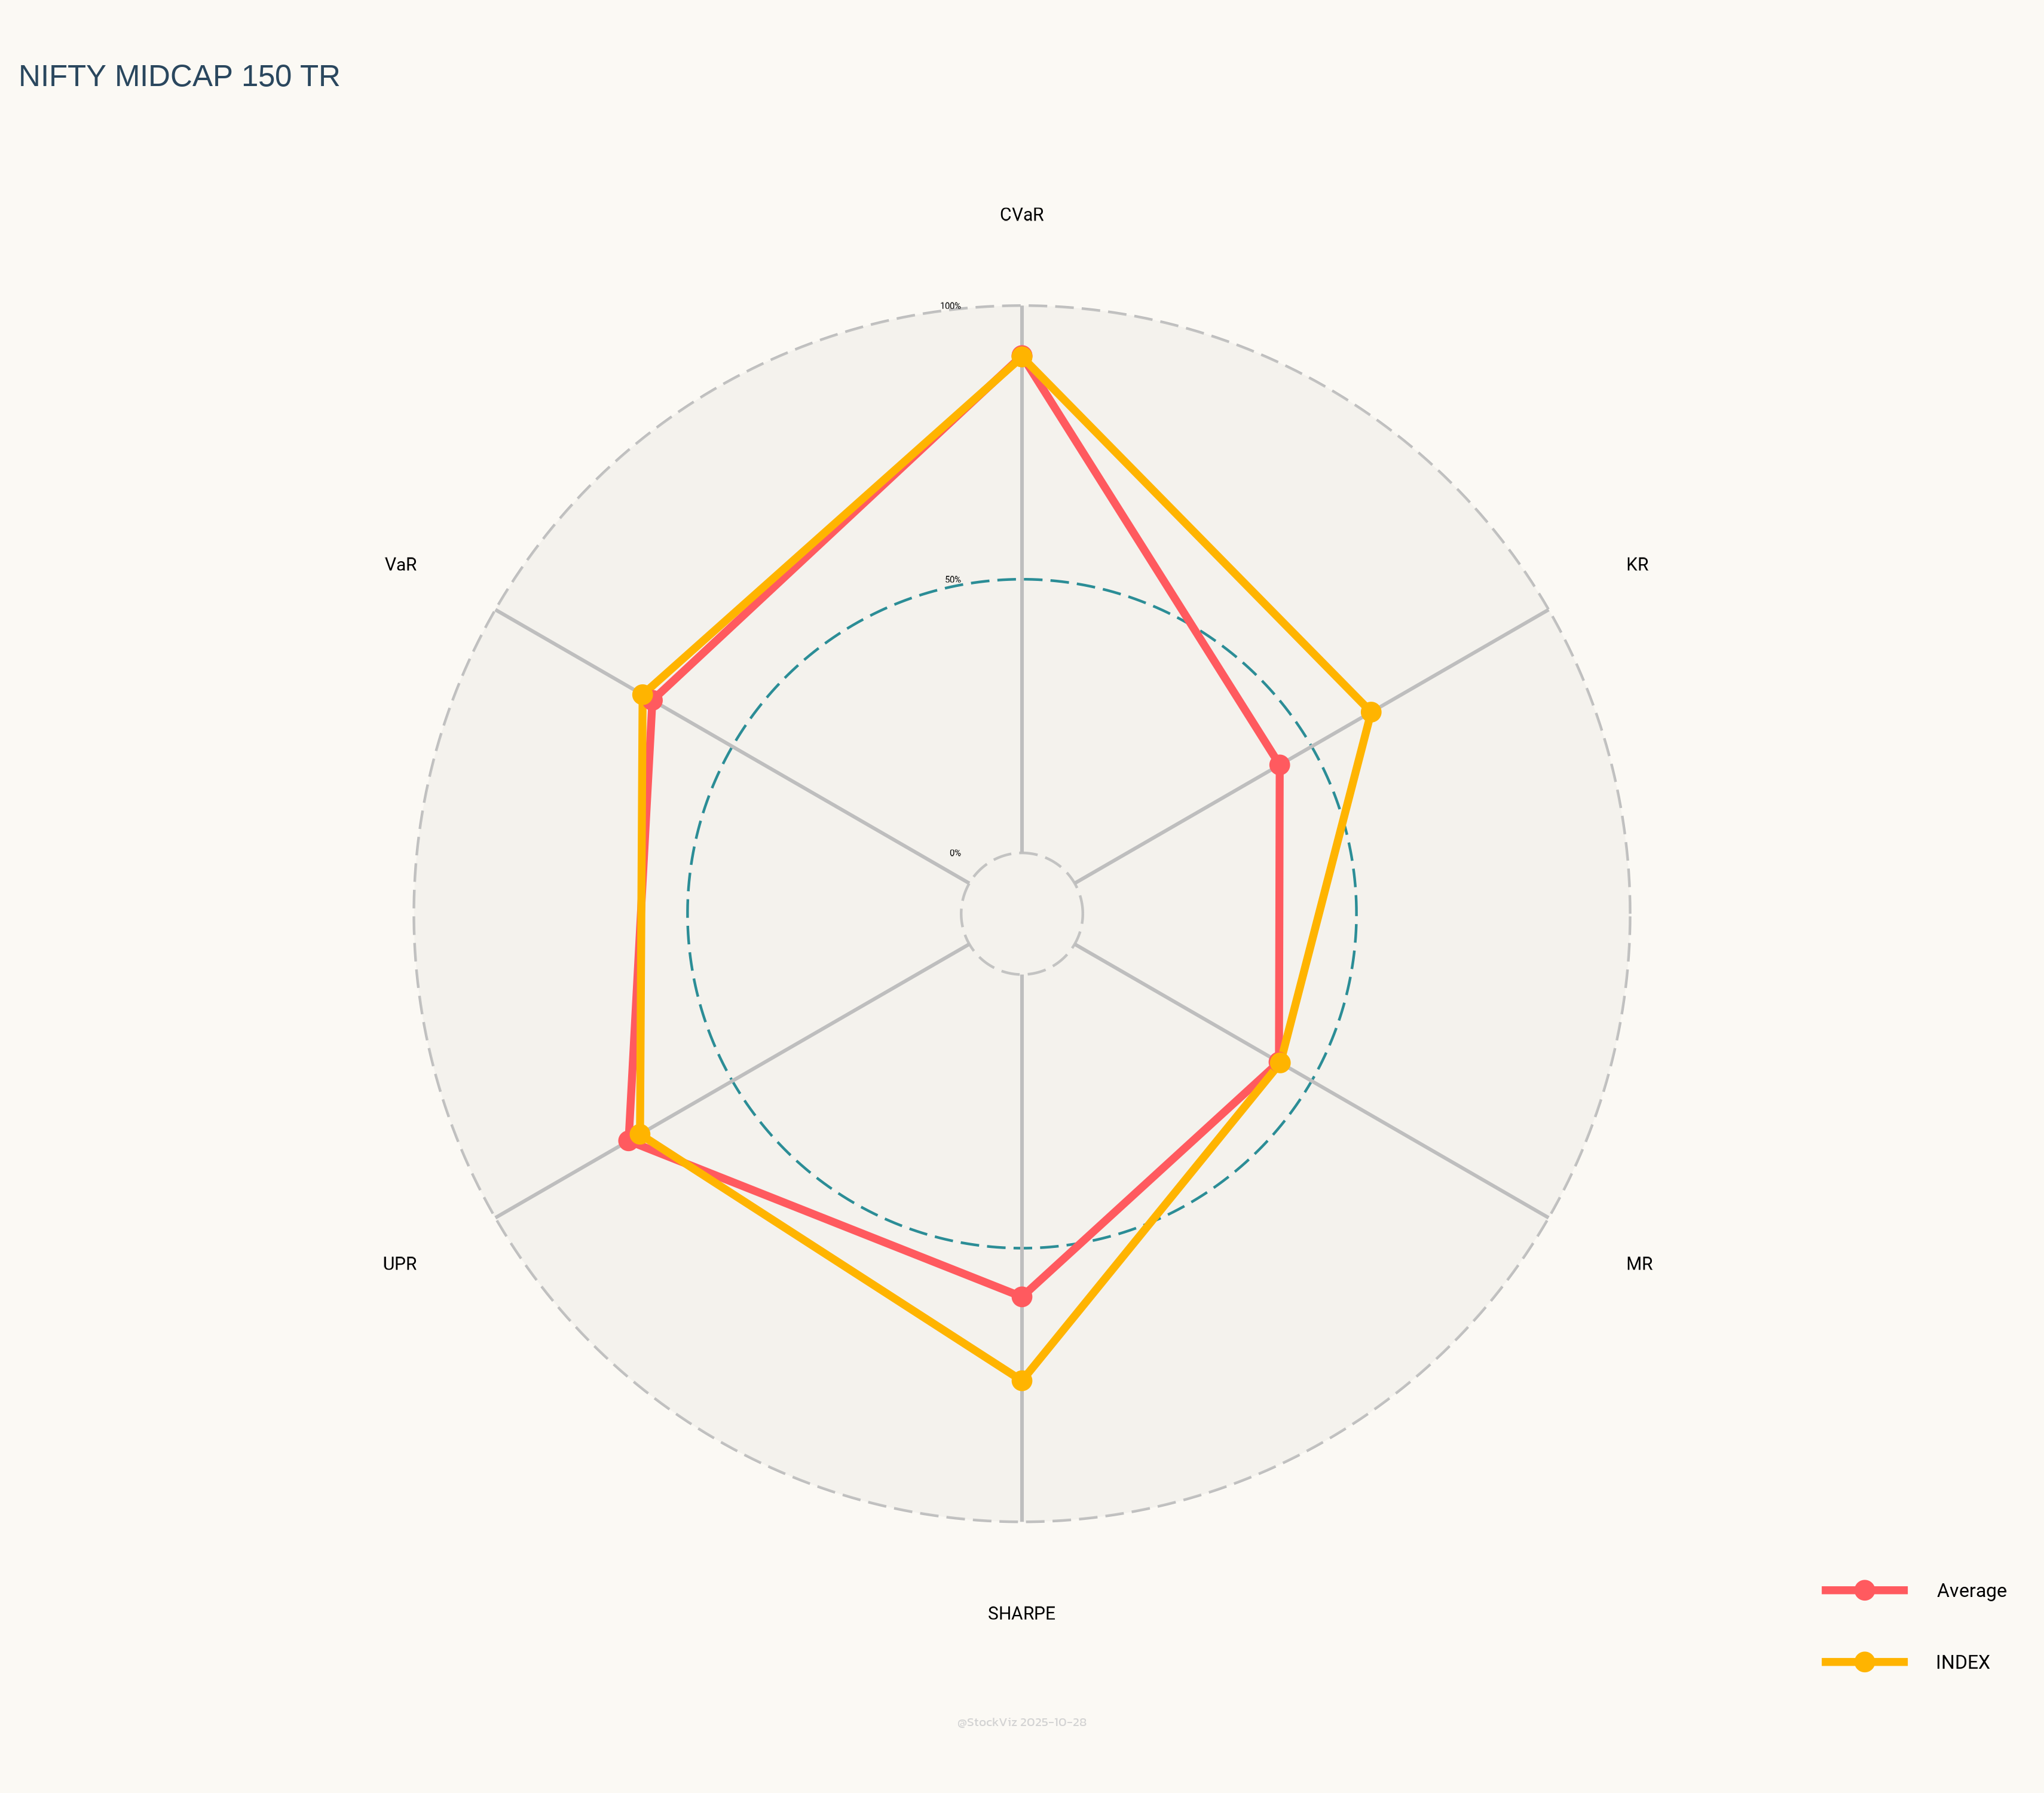 NIFTY MIDCAP 150 TR
CVaR
100%
VaR
KR
50%
0%
UPR
MR
SHARPE
Average
INDEX
@StockViz 2025-10-28